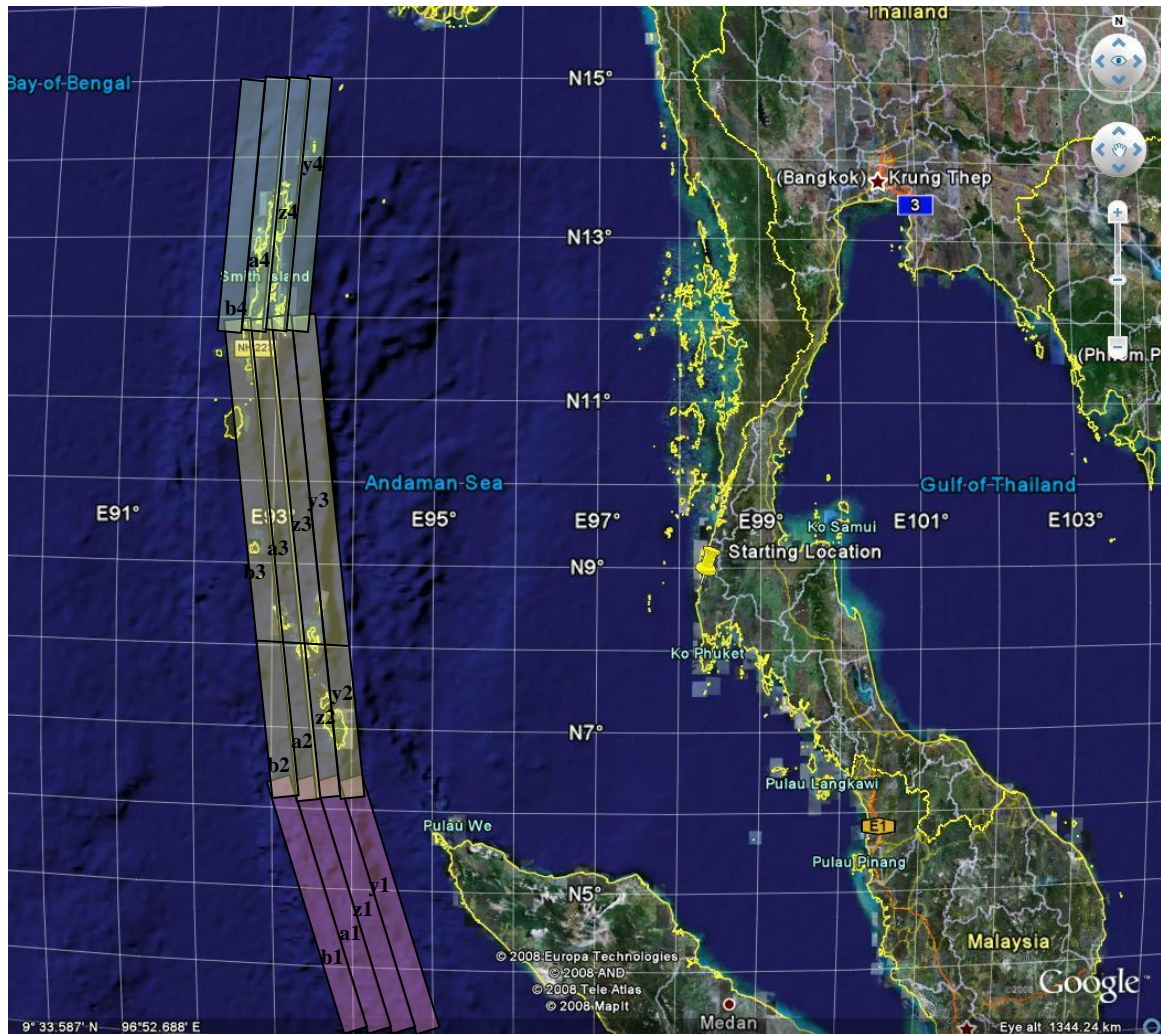 Thailand
N
N15°
Bay-of-Bengal
y4
(Bangkok) Krung Thep
3
z4
N13°
a4
Smith Island
b4
NH 223
(Phnom P
N11°
Andaman Sea
Gulf of Thailand
y3
E91°
E93°
E95°
E97°
E99°
E101°
E103°
z3
Ko Samui
a3
Starting Location
b3
N9°
Ko Phuket
y2
z2
N7°
a2
b2
Pulau Langkawi
Pulau We
E1
Pulau Pinang
y1
N5°
z1
a1
b1
Malaysia
© 2008 Europa Technologies
© 2008 AND
© 2008 Tele Atlas
© 2008 MapIt
©2008 Google™
Medan
9° 33.587' N 96°52.688' E
Eye alt 1344.24 km